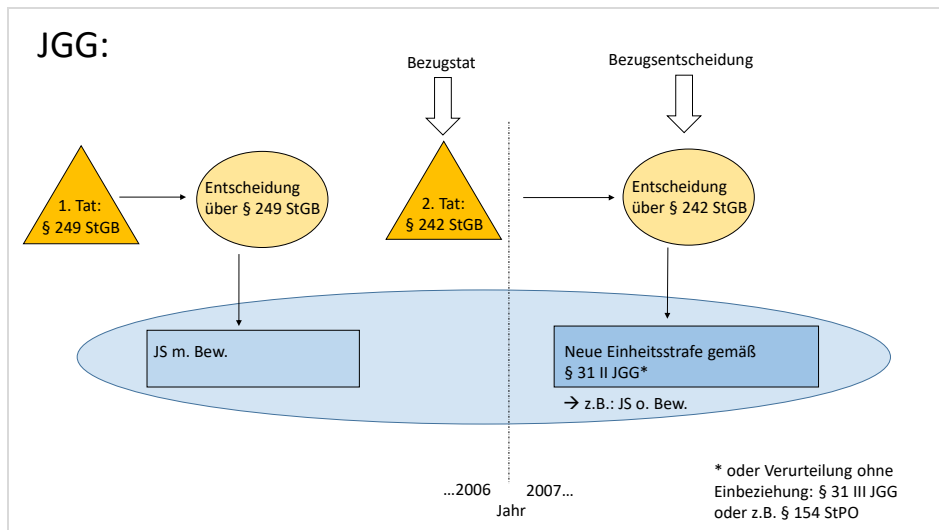 JGG:
Bezugstat
Bezugsentscheidung
1. Tat:
§ 249 StGB
Entscheidung
über § 249 StGB
2. Tat:
§ 242 StGB
Entscheidung
über § 242 StGB
JS m. Bew.
Neue Einheitsstrafe gemäß
§ 31 II JGG*
→ z.B.: JS o. Bew.
...2006
2007...
Jahr
* oder Verurteilung ohne
Einbeziehung: § 31 III JGG
oder z.B. § 154 StPO